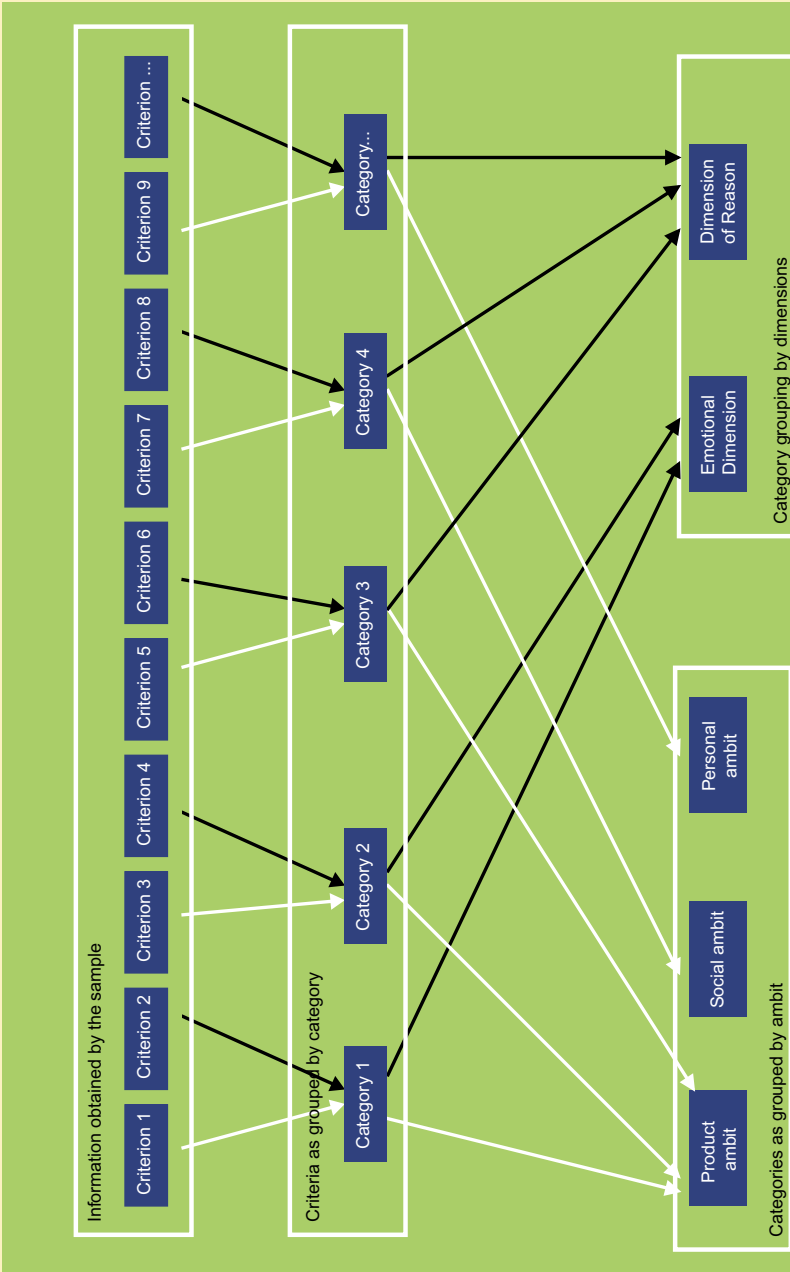 Information obtained by the sample
Criterion 1
Criterion 2
Criterion 3
Criterion 4
Criterion 5
Criterion 6
Criterion 7
Criterion 8
Criterion 9
Criterion ...
Criteria as grouped by category
Category 1
Category 2
Category 3
Category 4
Category...
Product
ambit
Social ambit
Personal
ambit
Categories as grouped by ambit
Emotional
Dimension
Dimension
of Reason
Category grouping by dimensions